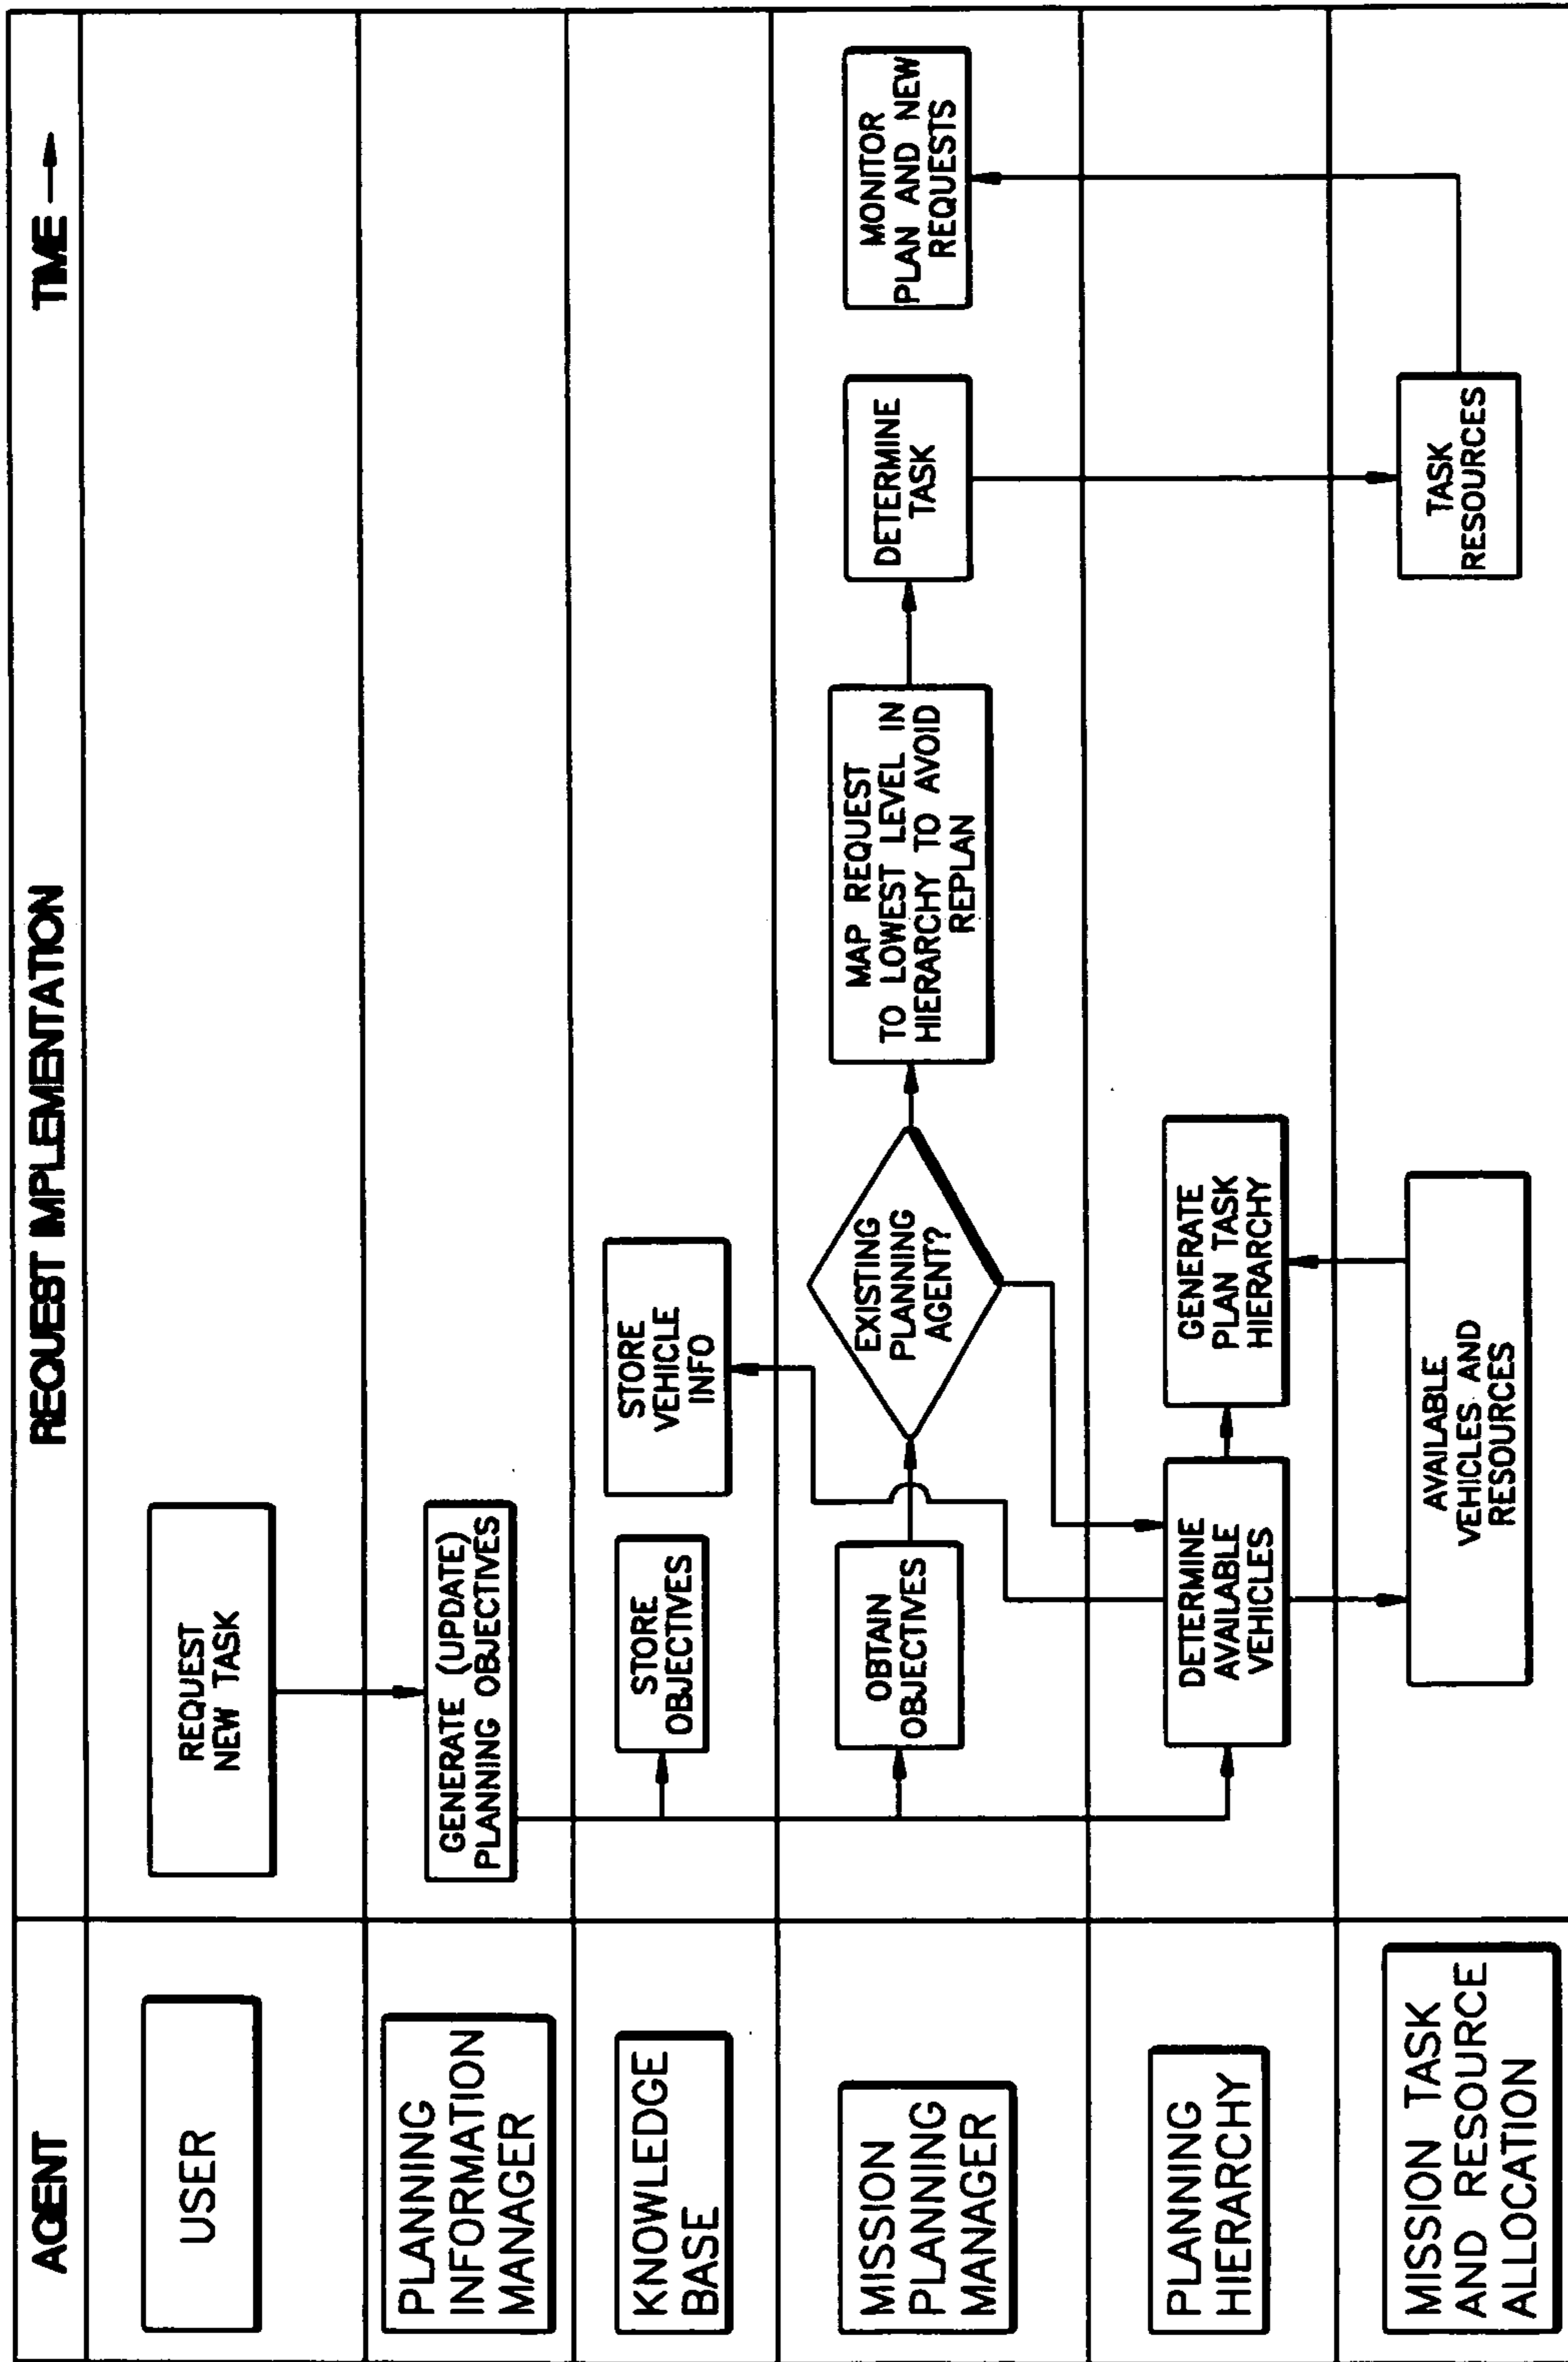 AGENT
REQUEST IMPLEMENTATION
TIME
USER
REQUEST
NEW TASK
PLANNING
INFORMATION
MANAGER
GENERATE (UPDATE)
PLANNING OBJECTIVES
KNOWLEDGE
BASE
STORE
OBJECTIVES
STORE
VEHICLE
INFO
MISSION
PLANNING
MANAGER
OBTAIN
OBJECTIVES
EXISTING
PLANNING
AGENT?
MAP REQUEST
TO LOWEST LEVEL IN
HIERARCHY TO AVOID
REPLAN
DETERMINE
TASK
MONITOR
PLAN AND NEW
REQUESTS
PLANNING
HIERARCHY
DETERMINE
AVAILABLE
VEHICLES
GENERATE
PLAN TASK
HIERARCHY
MISSION TASK
AND RESOURCE
ALLOCATION
AVAILABLE
VEHICLES AND
RESOURCES
TASK
RESOURCES